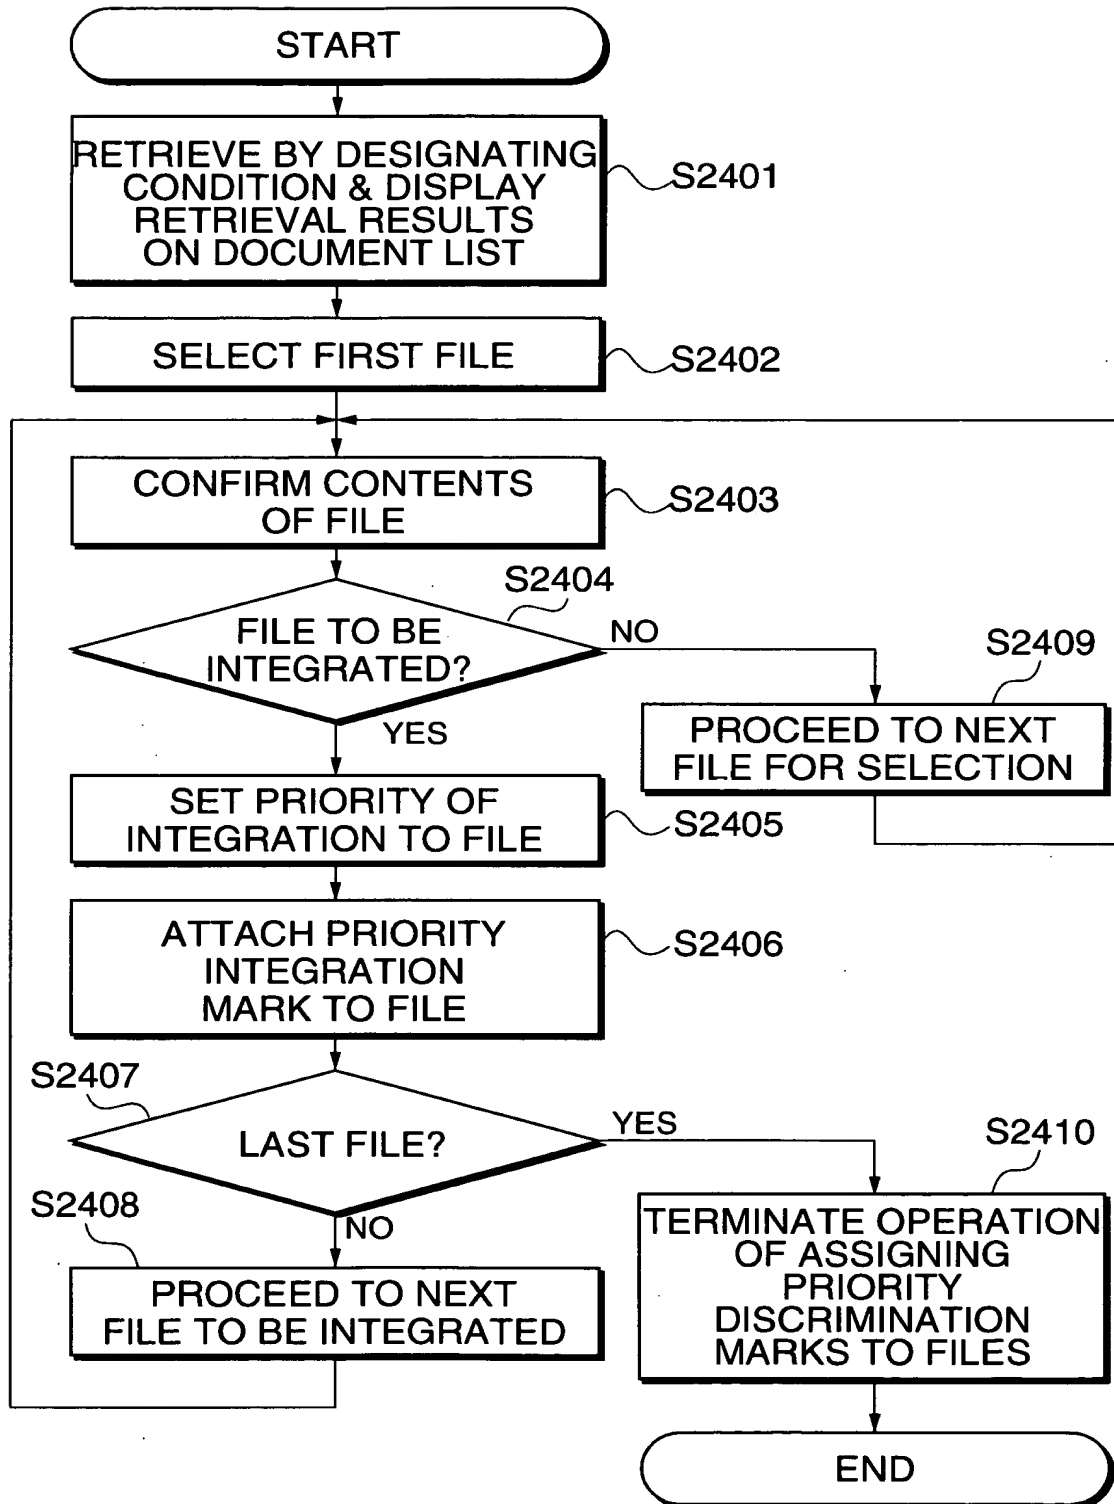 START
RETRIEVE BY DESIGNATING
CONDITION & DISPLAY
RETRIEVAL RESULTS
ON DOCUMENT LIST
S2401
SELECT FIRST FILE
S2402
CONFIRM CONTENTS
OF FILE
S2403
S2404
FILE TO BE
INTEGRATED?
NO
YES
S2409
PROCEED TO NEXT
FILE FOR SELECTION
SET PRIORITY OF
INTEGRATION TO FILE
S2405
ATTACH PRIORITY
INTEGRATION
MARK TO FILE
S2406
S2407
LAST FILE?
YES
NO
S2410
TERMINATE OPERATION
OF ASSIGNING
PRIORITY
DISCRIMINATION
MARKS TO FILES
S2408
PROCEED TO NEXT
FILE TO BE INTEGRATED
END